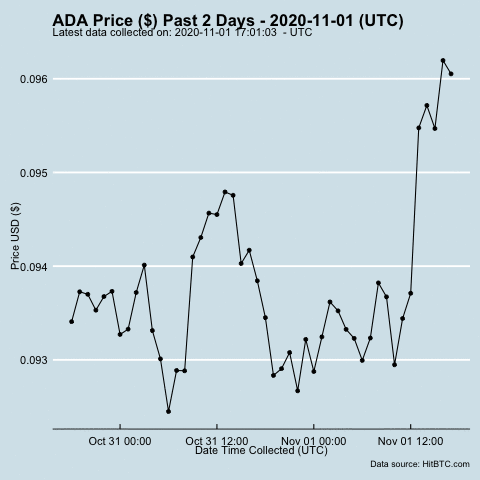 ADA Price ($) Past 2 Days - 2020-11-01 (UTC)
Latest data collected on: 2020-11-01 17:01:03  - UTC
0.096
0.095
0.094
0.093
Price USD ($)
Oct 31 00:00 Oct 31 12:00 Nov 01 00:00 Nov 01 12:00
Date Time Collected (UTC)
Data source: HitBTC.com